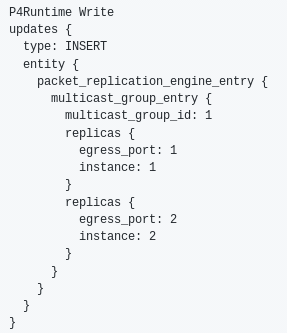 P4Runtime Write
updates {
  type: INSERT
  entity {
    packet_replication_engine_entry {
      multicast_group_entry {
        multicast_group_id: 1
        replicas {
          egress_port: 1
          instance: 1
        }
        replicas {
          egress_port: 2
          instance: 2
        }
      }
    }
  }
}